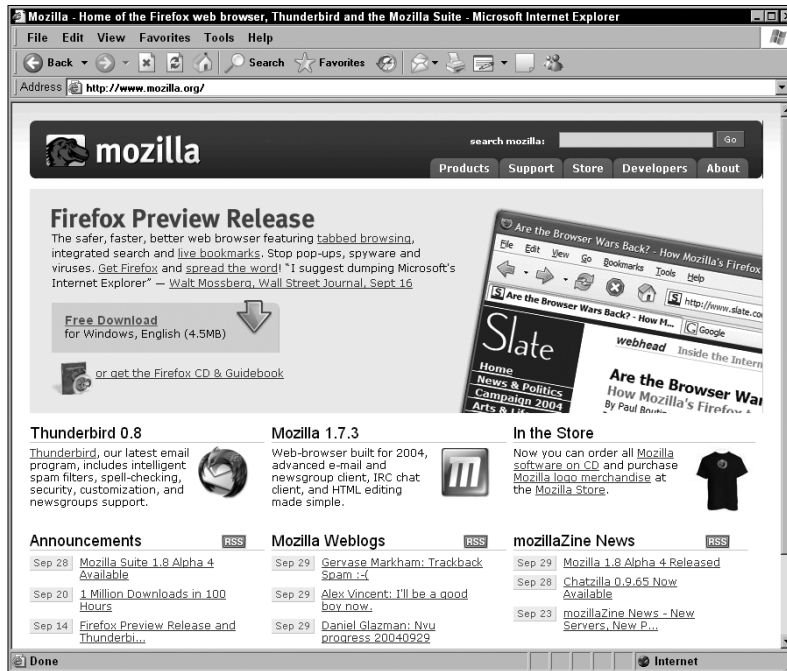 Mozilla - Home of the Firefox web browser, Thunderbird and the Mozilla Suite - Microsoft Internet Explorer
File Edit View Favorites Tools Help
Back Search Favorites
Address http://www.mozilla.org/
mozilla
search mozilla: Go
Products Support Store Developers About
Firefox Preview Release
The safer, faster, better web browser featuring tabbed browsing,
integrated search and live bookmarks. Stop pop-ups, spyware and
viruses. Get Firefox and spread the word! “I suggest dumping Microsoft's
Internet Explorer” — Walt Mossberg, Wall Street Journal, Sept 16
Free Download
for Windows, English (4.5MB)
or get the Firefox CD & Guidebook
Are the Browser Wars Back? - How Mozilla's Firefox
File Edit View Go Bookmarks Tools Help
http://www.slate.co
Are the Browser Wars Back? - How M... Google
Slate
webhead Inside the Intern
Home
News & Politics
Campaign 2004
Arts & Life
Are the Browser War
How Mozilla's Firefox
By Paul Boutin
Thunderbird 0.8
Thunderbird, our latest email
program, includes intelligent
spam filters, spell-checking,
security, customization, and
newsgroups support.
Mozilla 1.7.3
Web-browser built for 2004,
advanced e-mail and
newsgroup client, IRC chat
client, and HTML editing
made simple.
In the Store
Now you can order all Mozilla
software on CD and purchase
Mozilla logo merchandise at
the Mozilla Store.
Announcements RSS
Sep 28 Mozilla Suite 1.8 Alpha 4
Available
Sep 20 1 Million Downloads in 100
Hours
Sep 14 Firefox Preview Release and
Thunderbi...
Mozilla Weblogs RSS
Sep 29 Gervase Markham: Trackback
Spam :-(
Sep 29 Alex Vincent: I'll be a good
boy now.
Sep 29 Daniel Glazman: Nvu
progress 20040929
mozillaZine News RSS
Sep 29 Mozilla 1.8 Alpha 4 Released
Sep 28 Chatzilla 0.9.65 Now
Available
Sep 23 mozillaZine News - New
Servers, New P...
Done Internet